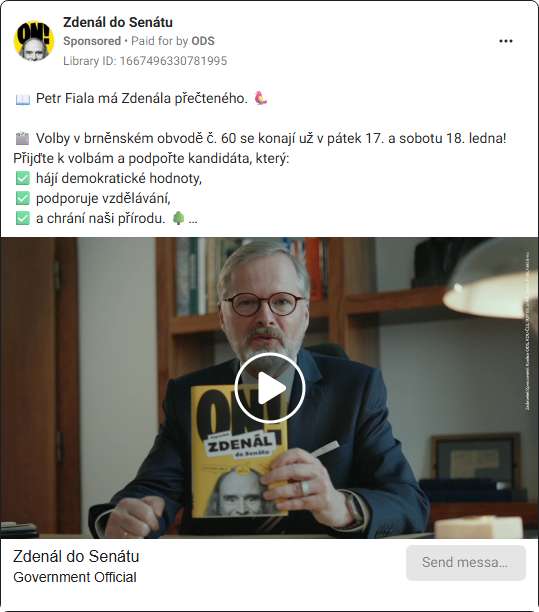 Zdenál do Senátu
Sponsored • Paid for by ODS
Library ID: 1667496330781995
ON!
📖 Petr Fiala má Zdenála přečteného. 🦜
🗳️ Volby v brněnském obvodě č. 60 se konají už v pátek 17. a sobotu 18. ledna!
Přijďte k volbám a podpořte kandidáta, který:
✅ hájí demokratické hodnoty,
✅ podporuje vzdělávání,
✅ a chrání naši přírodu. 🌳 ...
ON!
ZDENÁL
do Senátu
Zdenál do Senátu
Government Official
Send messa...